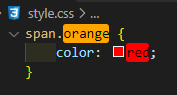 style.css > ...
span.orange {
color: red;
}